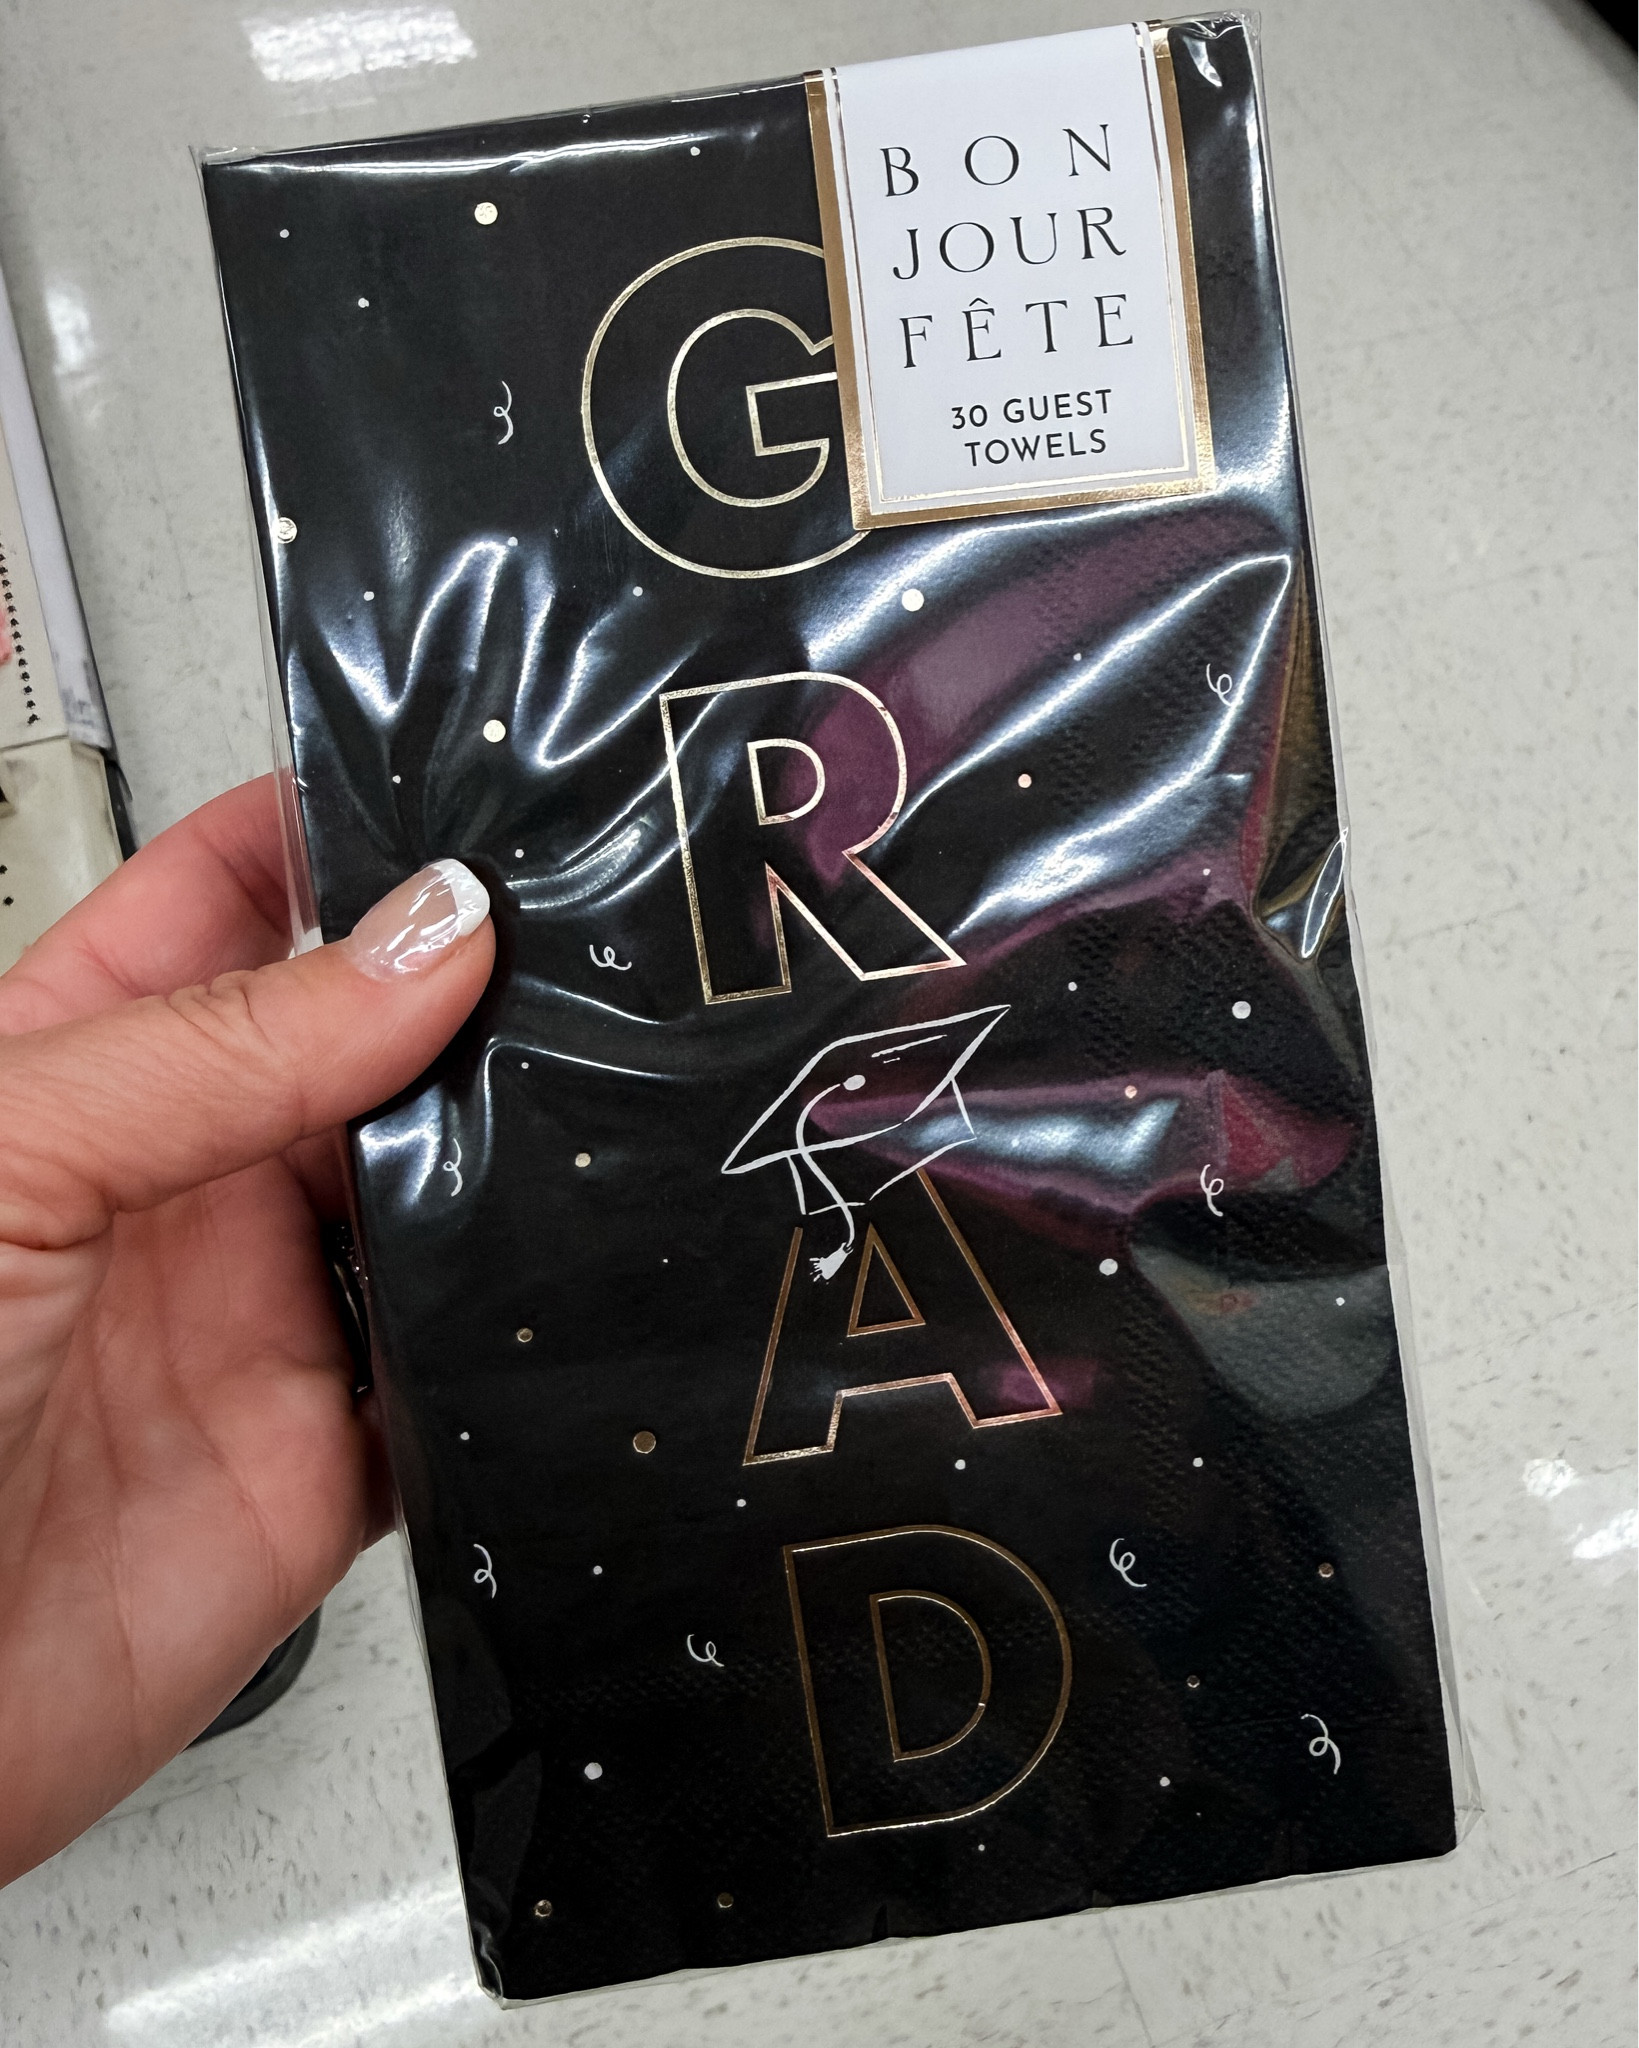 BON
JOUR
FÊTE
30 GUEST
TOWELS
G
R
A
D